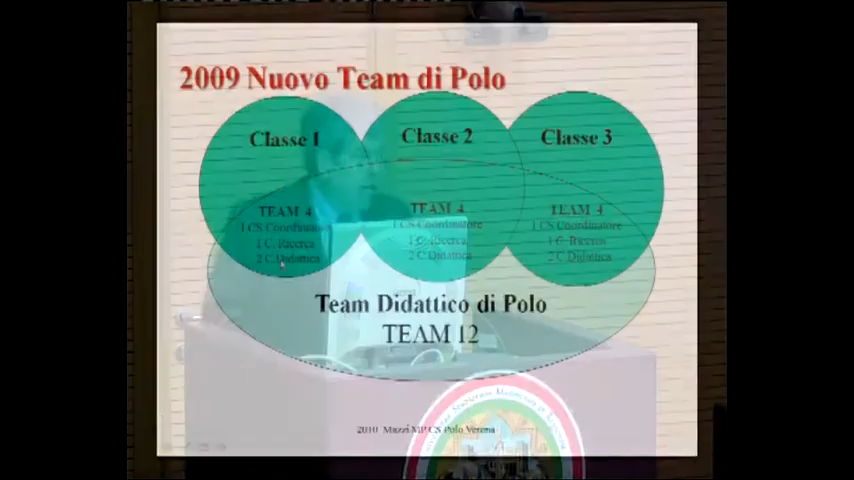 2009 Nuovo Team di Polo
Classe 1
Classe 2
Classe 3
TEAM 4
1 CS Coordinatore
1 C. Ricerca
2 C Didattica
TEAM 4
1 CS Coordinatore
1 C. Ricerca
2 C Didattica
TEAM 4
1 CS Coordinatore
1 C. Ricerca
2 C Didattica
Team Didattico di Polo
TEAM 12
2010 Mazzi MP CS Polo Verona